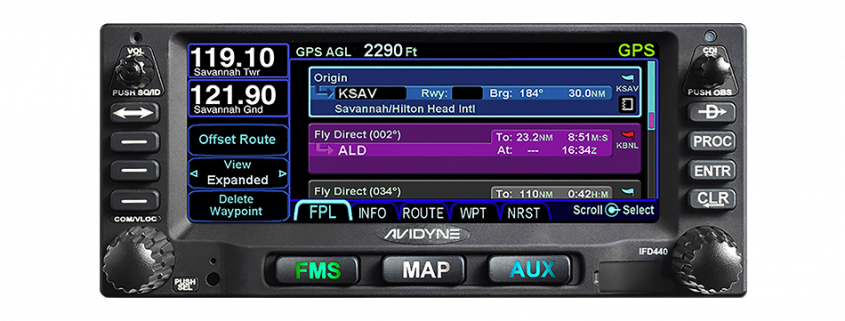 VOL
PUSH SQ/ID
119.10
Savannah Twr
121.90
Savannah Gnd
Offset Route
View
Expanded
Delete
Waypoint
COM/VLOC
PUSH
SEL
GPS AGL 2290 Ft GPS
Origin
KSAV Rwy: Brg: 184° 30.0NM
Savannah/Hilton Head Intl
KSAV
Fly Direct (002°) To: 23.2NM 8:51M:S
ALD At: --- 16:34Z
KBNL
Fly Direct (034°) To: 110NM 0:42H:M
FPL INFO ROUTE WPT NRST Scroll Select
CDI
PUSH OBS
D
PROC
ENTR
CLR
AVIDYNE
IFD440
FMS MAP AUX